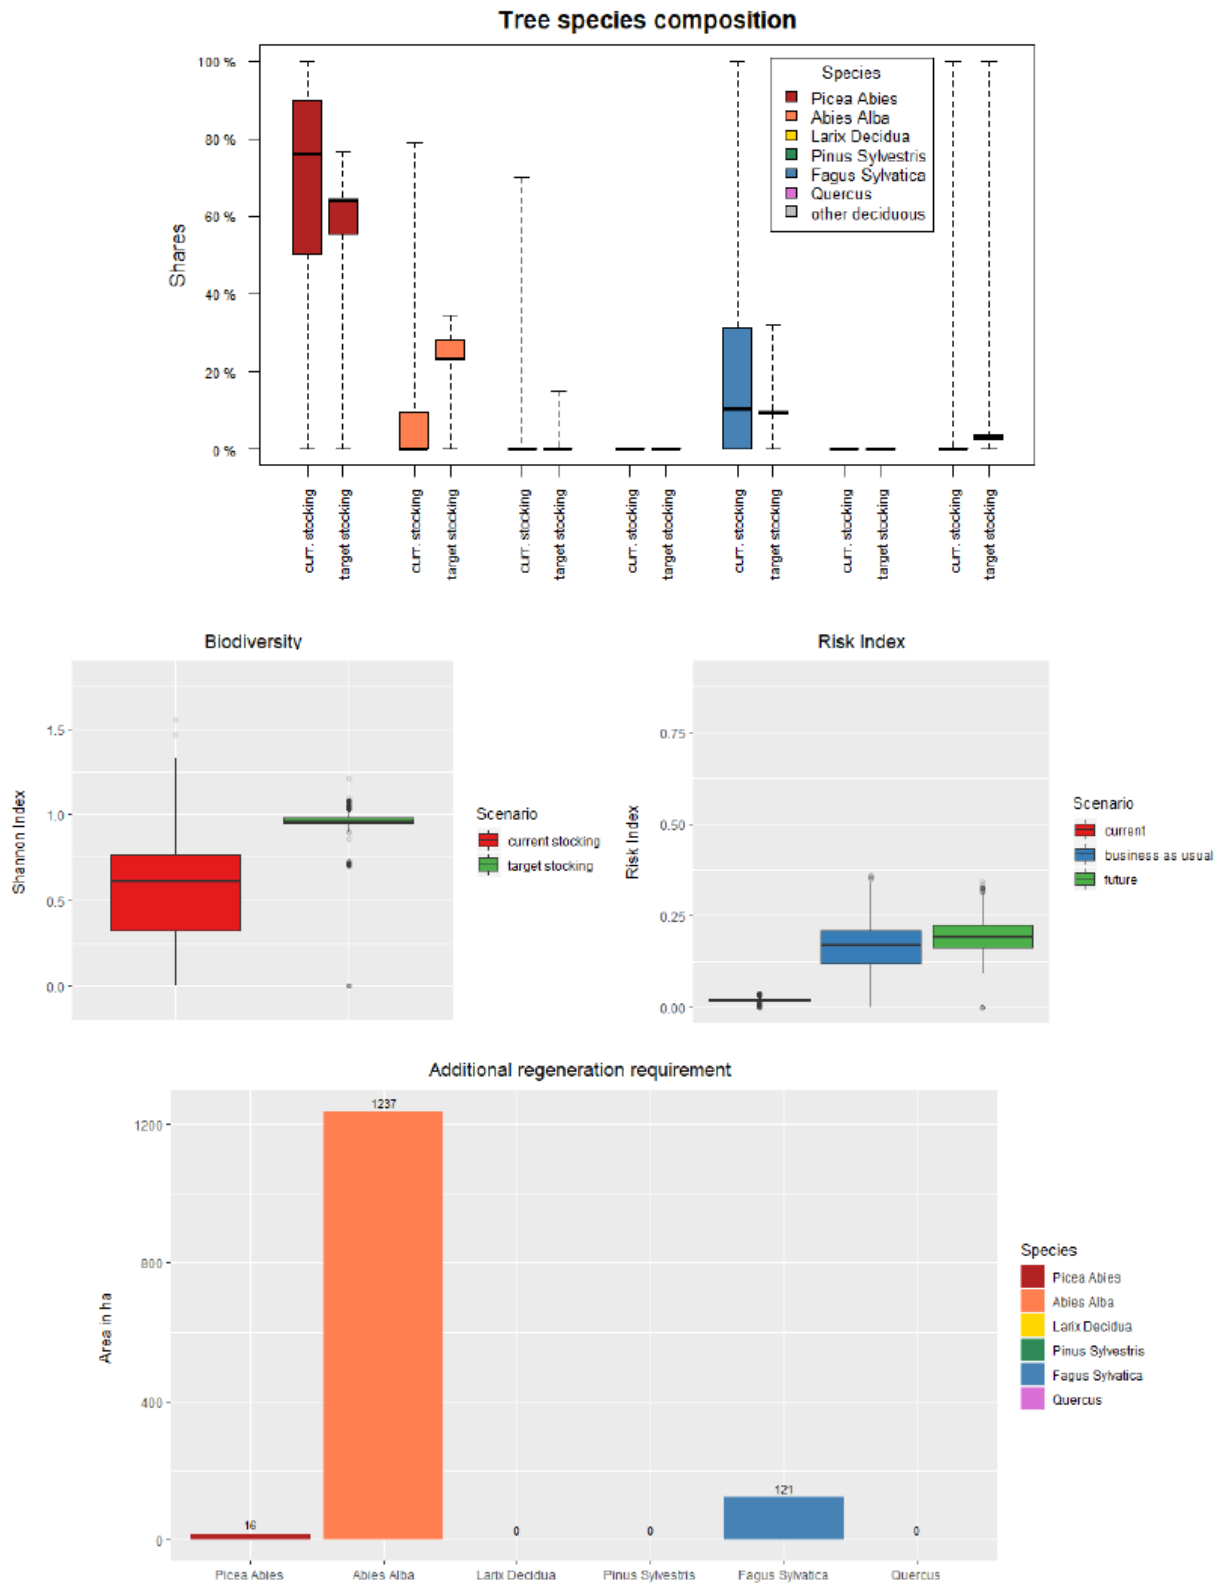 Tree species composition
Shares
100 %
80 %
60 %
40 %
20 %
0 %
Species
Picea Abies
Abies Alba
Larix Decidua
Pinus Sylvestris
Fagus Sylvatica
Quercus
other deciduous
curr. stocking
target stocking
curr. stocking
target stocking
curr. stocking
target stocking
curr. stocking
target stocking
curr. stocking
target stocking
curr. stocking
target stocking
curr. stocking
target stocking
Biodiversity
Shannon Index
1.5
1.0
0.5
0.0
Scenario
current stocking
target stocking
Risk Index
Risk Index
0.75
0.50
0.25
0.00
Scenario
current
business as usual
future
Additional regeneration requirement
Area in ha
1200
800
400
0
16
1237
0
0
121
0
Picea Abies
Abies Alba
Larix Decidua
Pinus Sylvestris
Fagus Sylvatica
Quercus
Species
Picea Abies
Abies Alba
Larix Decidua
Pinus Sylvestris
Fagus Sylvatica
Quercus